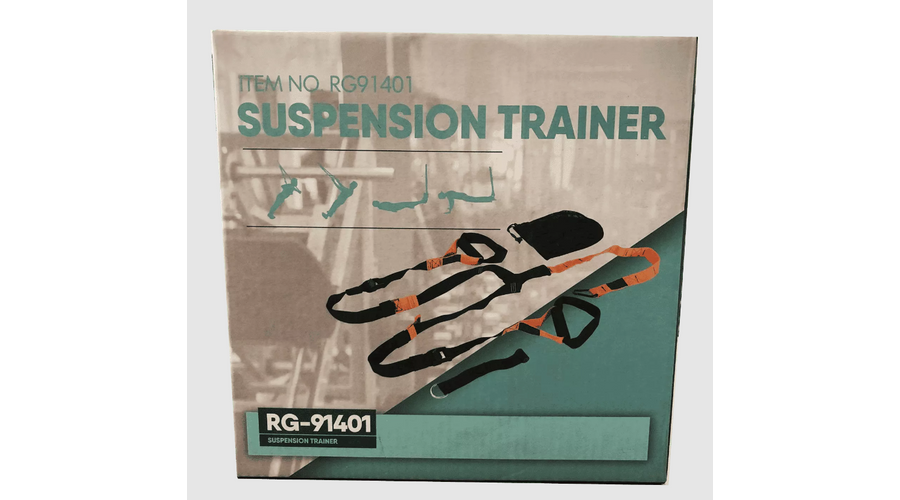 ITEM NO. RG91401
SUSPENSION TRAINER
RG-91401
SUSPENSION TRAINER